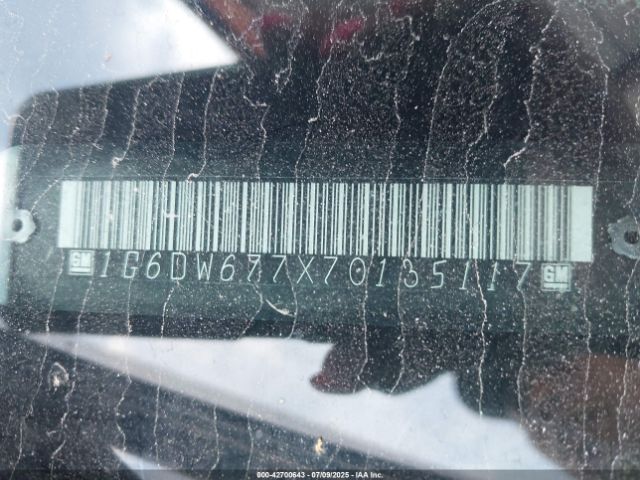 GM 1G6DW677X70135117 GM
000-42700643 | 07/09/2025 | IAA Inc.